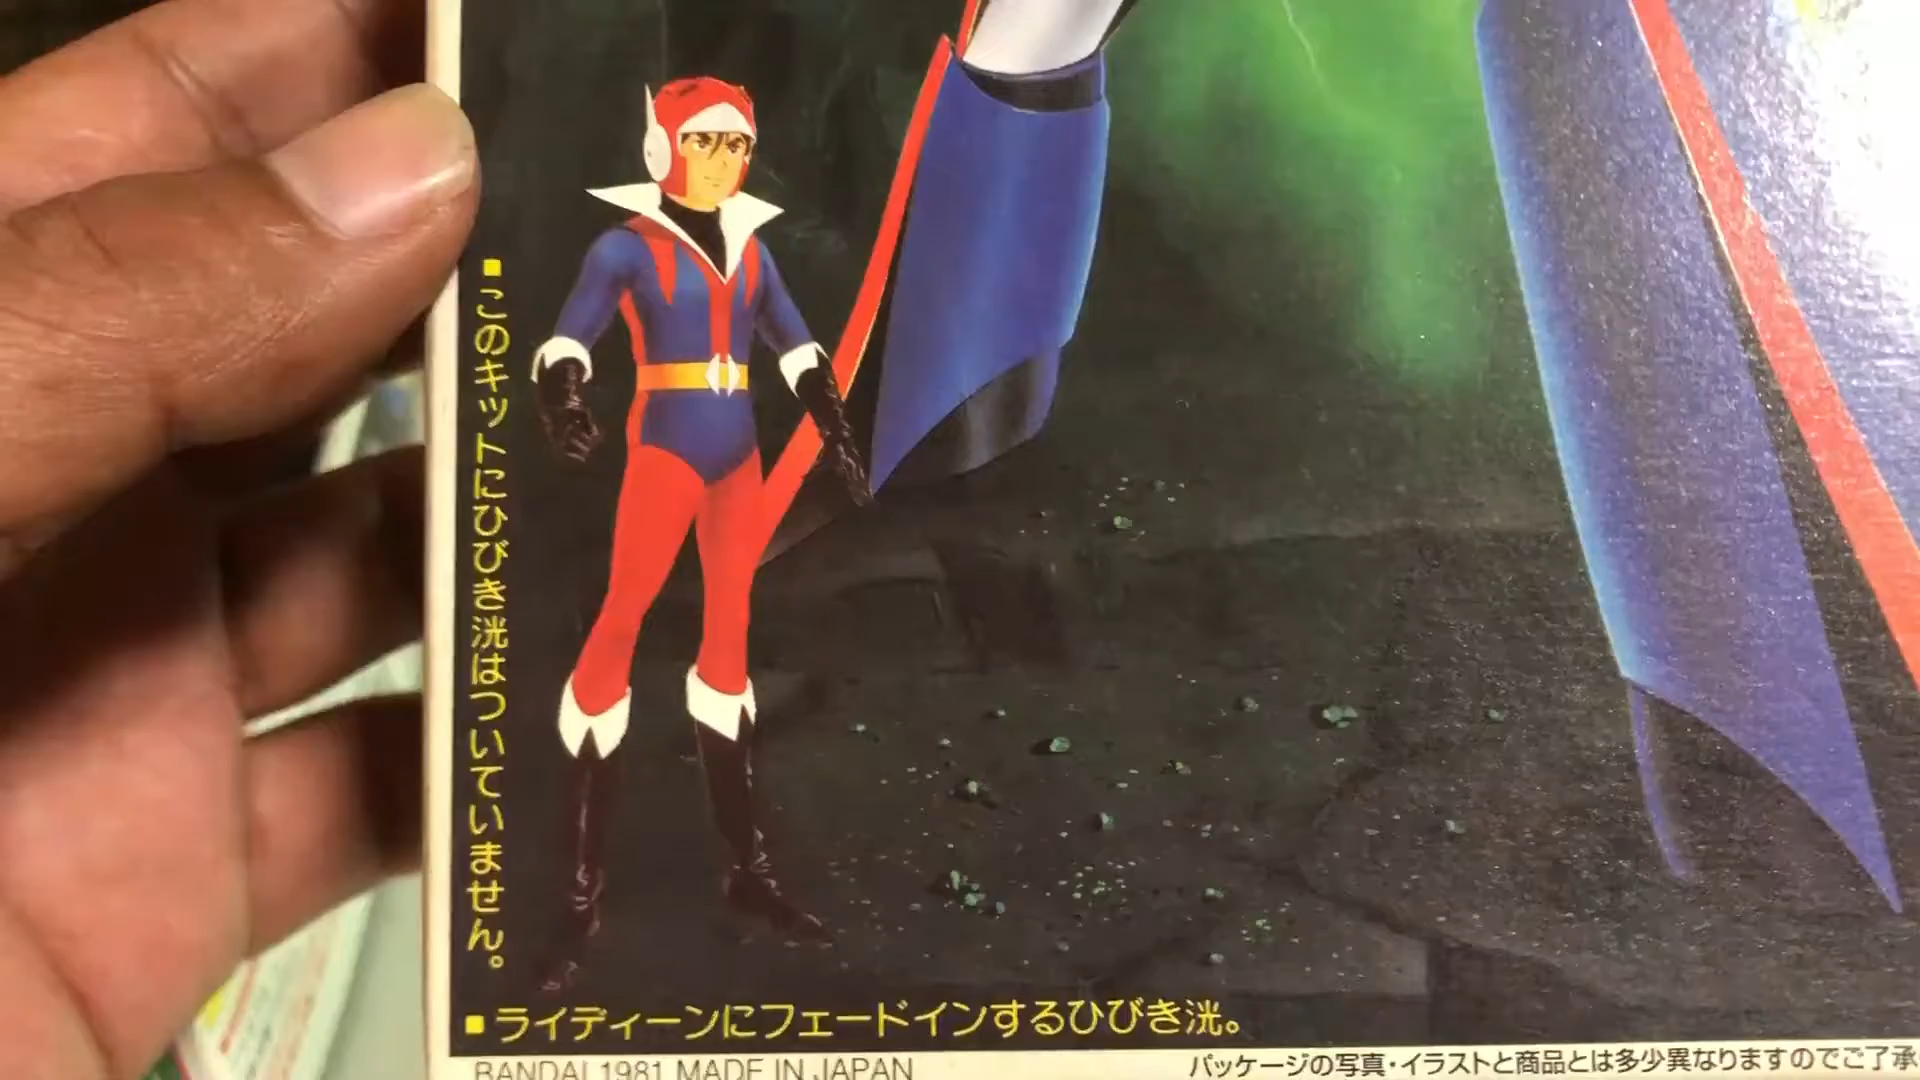 ■このキットにひびき洸はついていません。
■ライディーンにフェードインするひびき洸。
BANDAI 1981 MADE IN JAPAN
パッケージの写真・イラストと商品とは多少異なりますのでご了承